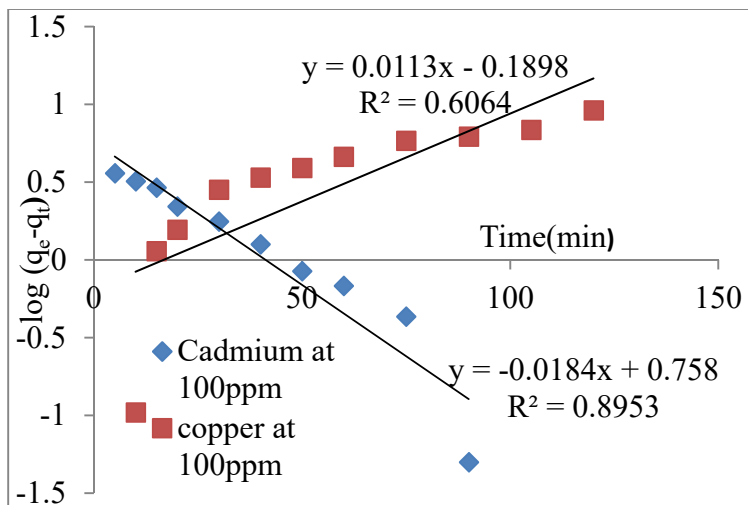 1.5
y = 0.0113x - 0.1898
R² = 0.6064
1
0.5
Time(min)
0
0
50
100
150
-log (qₑ-qₜ)
-0.5
Cadmium at
100ppm
y = -0.0184x + 0.758
R² = 0.8953
-1
copper at
100ppm
-1.5